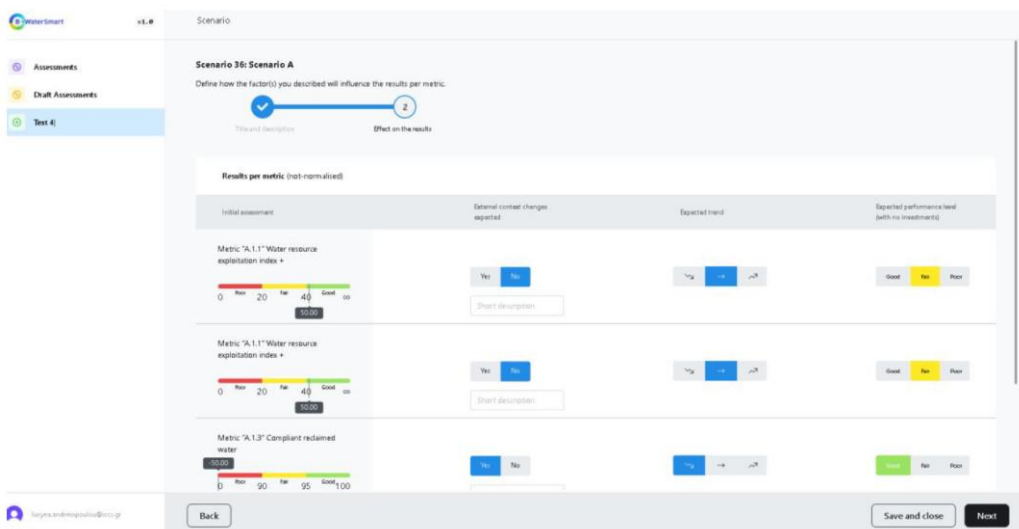 WaterSmart
v1.0
Scenario
Assessments
Draft Assessments
Test 4
Scenario 36: Scenario A
Define how the factor(s) you described will influence the results per metric.
2
Title and description
Effect on the results
Results per metric (not-normalised)
Initial assessment
External context changes
expected
Expected trend
Expected performance level
(with no investments)
Metric "A.1.1" Water resource
exploitation index +
Poor Fair Good
0 20 40 ∞
50.00
Yes No
Short description
Good Fair Poor
Metric "A.1.1" Water resource
exploitation index +
Poor Fair Good
0 20 40 ∞
50.00
Yes No
Short description
Good Fair Poor
Metric "A.1.3" Compliant reclaimed
water
-50.00
Poor Fair Good
0 90 95 100
Yes No
Good Fair Poor
Back
Save and close
Next